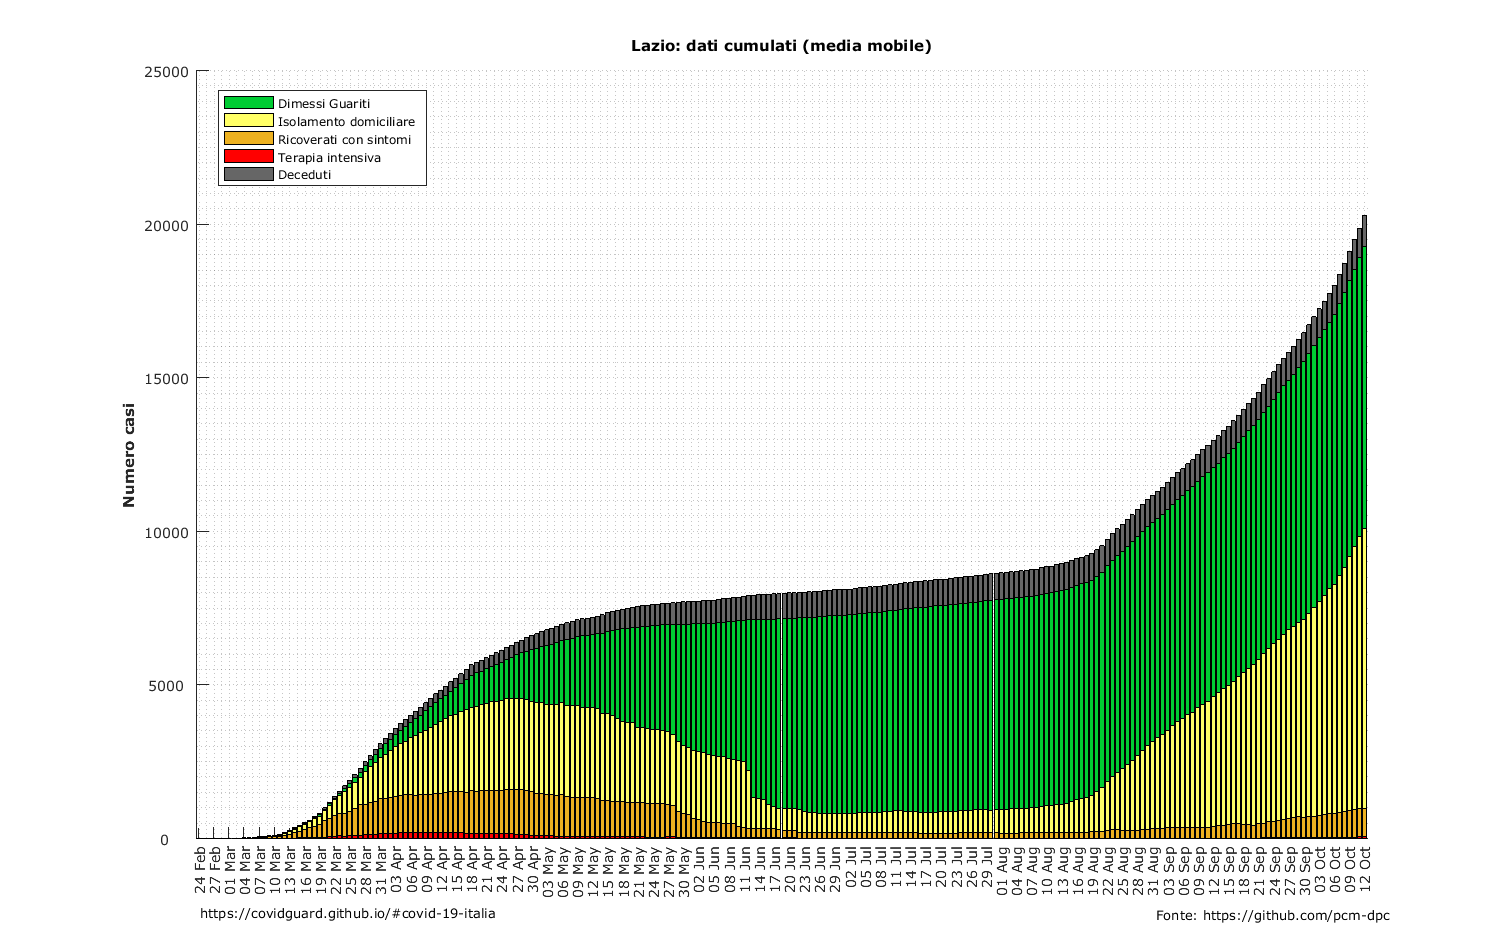 Lazio: dati cumulati (media mobile)
25000
20000
15000
10000
5000
0
Numero casi
Dimessi Guariti
Isolamento domiciliare
Ricoverati con sintomi
Terapia intensiva
Deceduti
24 Feb
27 Feb
01 Mar
04 Mar
07 Mar
10 Mar
13 Mar
16 Mar
19 Mar
22 Mar
25 Mar
28 Mar
31 Mar
03 Apr
06 Apr
09 Apr
12 Apr
15 Apr
18 Apr
21 Apr
24 Apr
27 Apr
30 Apr
03 May
06 May
09 May
12 May
15 May
18 May
21 May
24 May
27 May
30 May
02 Jun
05 Jun
08 Jun
11 Jun
14 Jun
17 Jun
20 Jun
23 Jun
26 Jun
29 Jun
02 Jul
05 Jul
08 Jul
11 Jul
14 Jul
17 Jul
20 Jul
23 Jul
26 Jul
29 Jul
01 Aug
04 Aug
07 Aug
10 Aug
13 Aug
16 Aug
19 Aug
22 Aug
25 Aug
28 Aug
31 Aug
03 Sep
06 Sep
09 Sep
12 Sep
15 Sep
18 Sep
21 Sep
24 Sep
27 Sep
30 Sep
03 Oct
06 Oct
09 Oct
12 Oct
https://covidguard.github.io/#covid-19-italia
Fonte: https://github.com/pcm-dpc